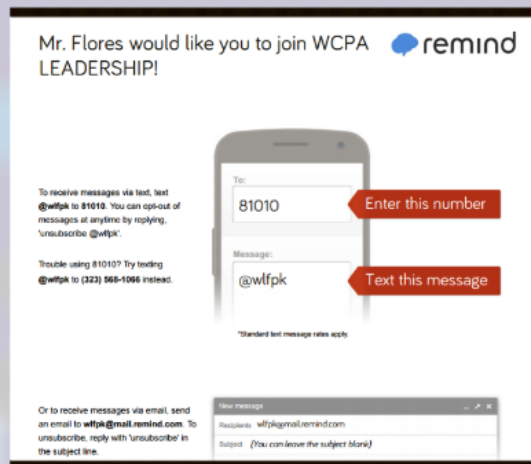 Mr. Flores would like you to join WCPA
LEADERSHIP!
remind
To receive messages via text, text
@wlfpk to 81010. You can opt-out of
messages at anytime by replying,
'unsubscribe @wlfpk'.
Trouble using 81010? Try texting
@wlfpk to (323) 568-1066 instead.
To:
81010
Enter this number
Message:
@wlfpk
Text this message
*Standard text message rates apply.
Or to receive messages via email, send
an email to wlfpk@mail.remind.com. To
unsubscribe, reply with 'unsubscribe' in
the subject line.
New message
Recipients wlfpk@mail.remind.com
Subject (You can leave the subject blank)